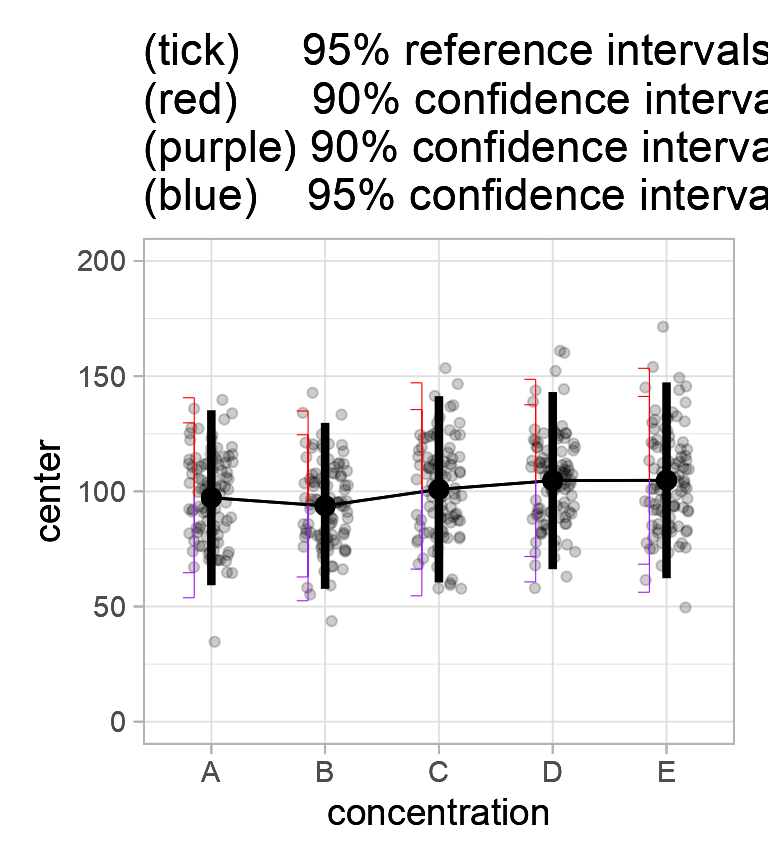 (tick) 95% reference intervals
(red) 90% confidence interva
(purple) 90% confidence interva
(blue) 95% confidence interva
200
150
100
50
0
center
A B C D E
concentration